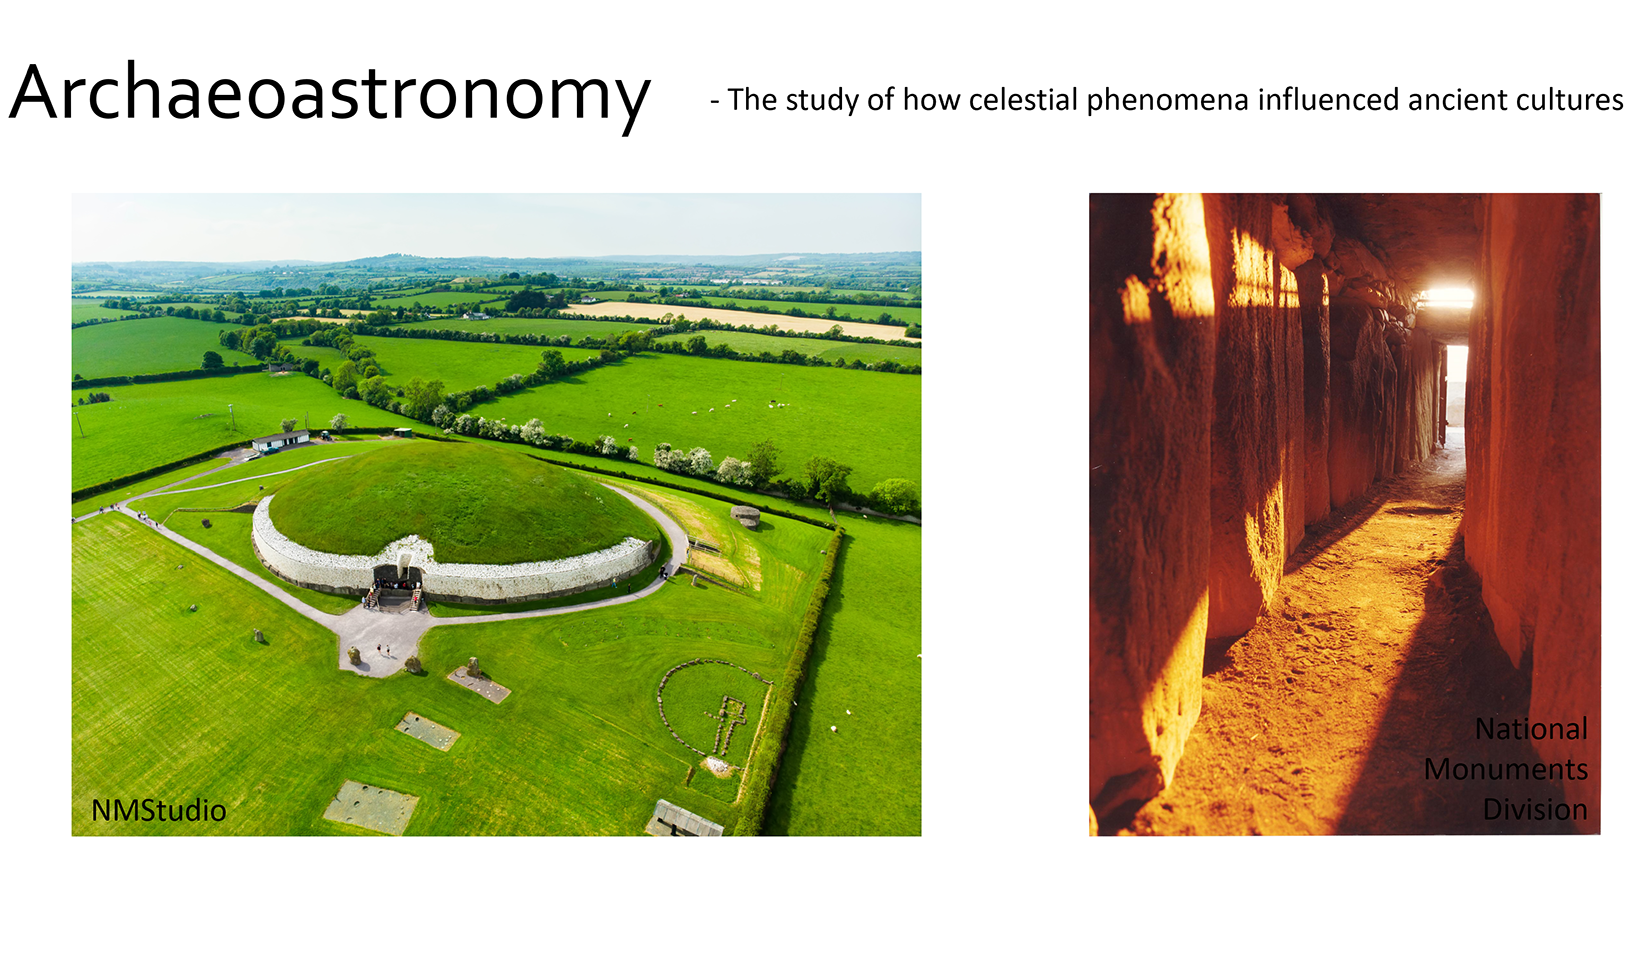 Archaeoastronomy - The study of how celestial phenomena influenced ancient cultures
NMStudio
National
Monuments
Division